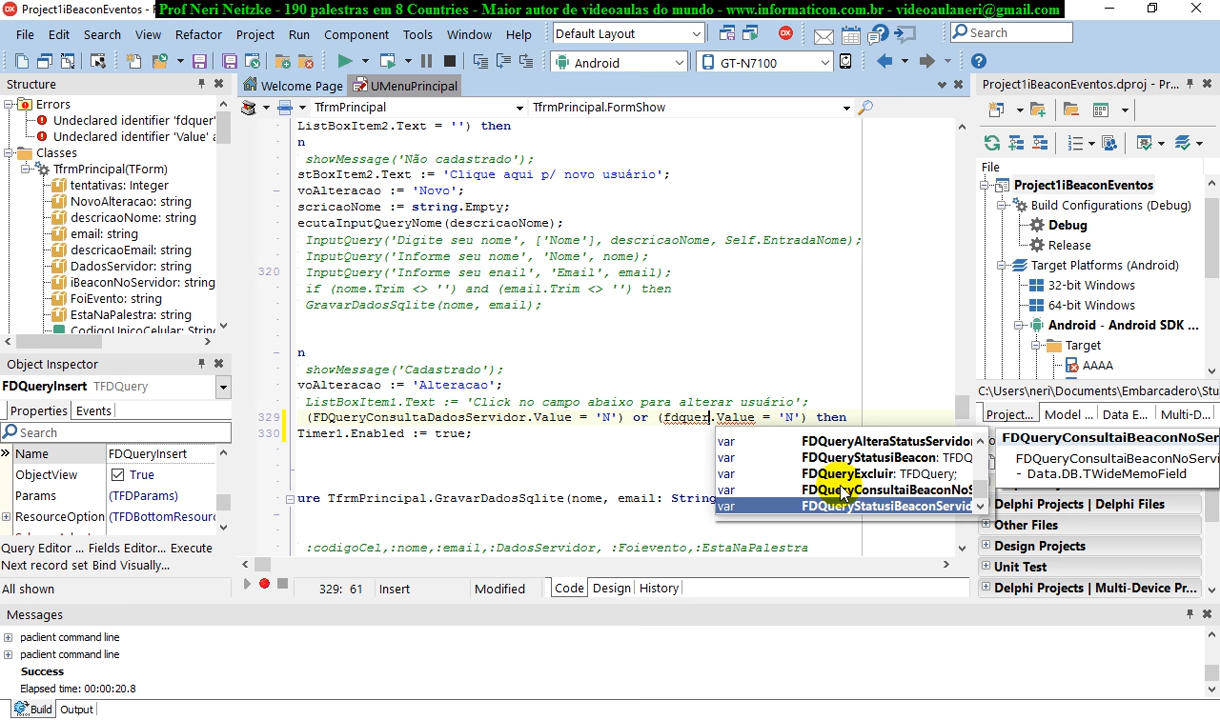 Project1iBeaconEventos -
Prof Neri Neitzke - 190 palestras em 8 Countries - Maior autor de videoaulas do mundo - www.informaticon.com.br - videoaulaneri@gmail.com
File Edit Search View Refactor Project Run Component Tools Window Help
Default Layout
Search
Android
GT-N7100
Structure
Errors
Undeclared identifier 'fdquer'
Undeclared identifier 'Value' a
Classes
TfrmPrincipal(TForm)
tentativas: Integer
NovoAlteracao: string
descricaoNome: string
email: string
descricaoEmail: string
DadosServidor: string
iBeaconNoServidor: string
FoiEvento: string
EstaNaPalestra: string
CodigoUnicoCelular: String
Object Inspector
FDQueryInsert TFDQuery
Properties Events
Search
Name FDQueryInsert
ObjectView True
Params (TFDParams)
ResourceOption (TFDBottomResour
Query Editor ... Fields Editor... Execute
Next record set Bind Visually...
All shown
Welcome Page UMenuPrincipal
TfrmPrincipal TfrmPrincipal.FormShow
ListBoxItem2.Text = '') then
n
showMessage('Não cadastrado');
stBoxItem2.Text := 'Clique aqui p/ novo usuário';
voAlteracao := 'Novo';
scricaoNome := string.Empty;
ecutaInputQueryNome(descricaoNome);
InputQuery('Digite seu nome', ['Nome'], descricaoNome, Self.EntradaNome);
InputQuery('Informe seu nome', 'Nome', nome);
320 InputQuery('Informe seu enail', 'Email', email);
if (nome.Trim <> '') and (email.Trim <> '') then
GravarDadosSqlite(nome, email);
n
showMessage('Cadastrado');
voAlteracao := 'Alteracao';
ListBoxItem1.Text := 'Click no campo abaixo para alterar usuário';
329 (FDQueryConsultaDadosServidor.Value = 'N') or (fdquer.Value = 'N') then
330 Timer1.Enabled := true;
ure TfrmPrincipal.GravarDadosSqlite(nome, email: String
:codigoCel,:nome,:email,:DadosServidor, :Foievento,:EstaNaPalestra
var FDQueryAlteraStatusServidor
var FDQueryStatusiBeacon: TFDQ
var FDQueryExcluir: TFDQuery;
var FDQueryConsultaiBeaconNoS
var FDQueryStatusiBeaconServid
FDQueryConsultaiBeaconNoSer
FDQueryConsultaiBeaconNoServi
- Data.DB.TWideMemoField
329: 61 Insert Modified Code Design History
Project1iBeaconEventos.dproj - Pr...
File
Project1iBeaconEventos
Build Configurations (Debug)
Debug
Release
Target Platforms (Android)
32-bit Windows
64-bit Windows
Android - Android SDK ...
Target
AAAA
C:\Users\neri\Documents\Embarcadero\Stu
Project... Model ... Data E... Multi-D...
Delphi Projects | Delphi Files
Other Files
Design Projects
Unit Test
Delphi Projects | Multi-Device Pr...
Messages
paclient command line
paclient command line
Success
Elapsed time: 00:00:20.8
Build Output